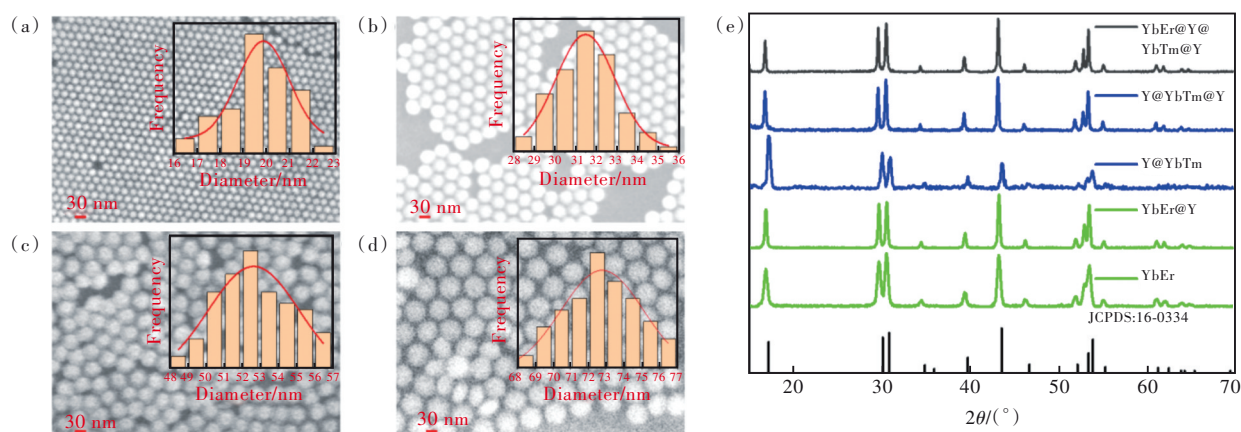 (a)
Frequency
16 17 18 19 20 21 22 23
Diameter/nm
30 nm
(b)
Frequency
28 29 30 31 32 33 34 35 36
Diameter/nm
30 nm
(c)
Frequency
48 49 50 51 52 53 54 55 56 57
Diameter/nm
30 nm
(d)
Frequency
68 69 70 71 72 73 74 75 76 77
Diameter/nm
30 nm
(e)
YbEr@Y@
YbTm@Y
Y@YbTm@Y
Y@YbTm
YbEr@Y
YbEr
JCPDS:16-0334
20 30 40 50 60 70
2θ/(°)